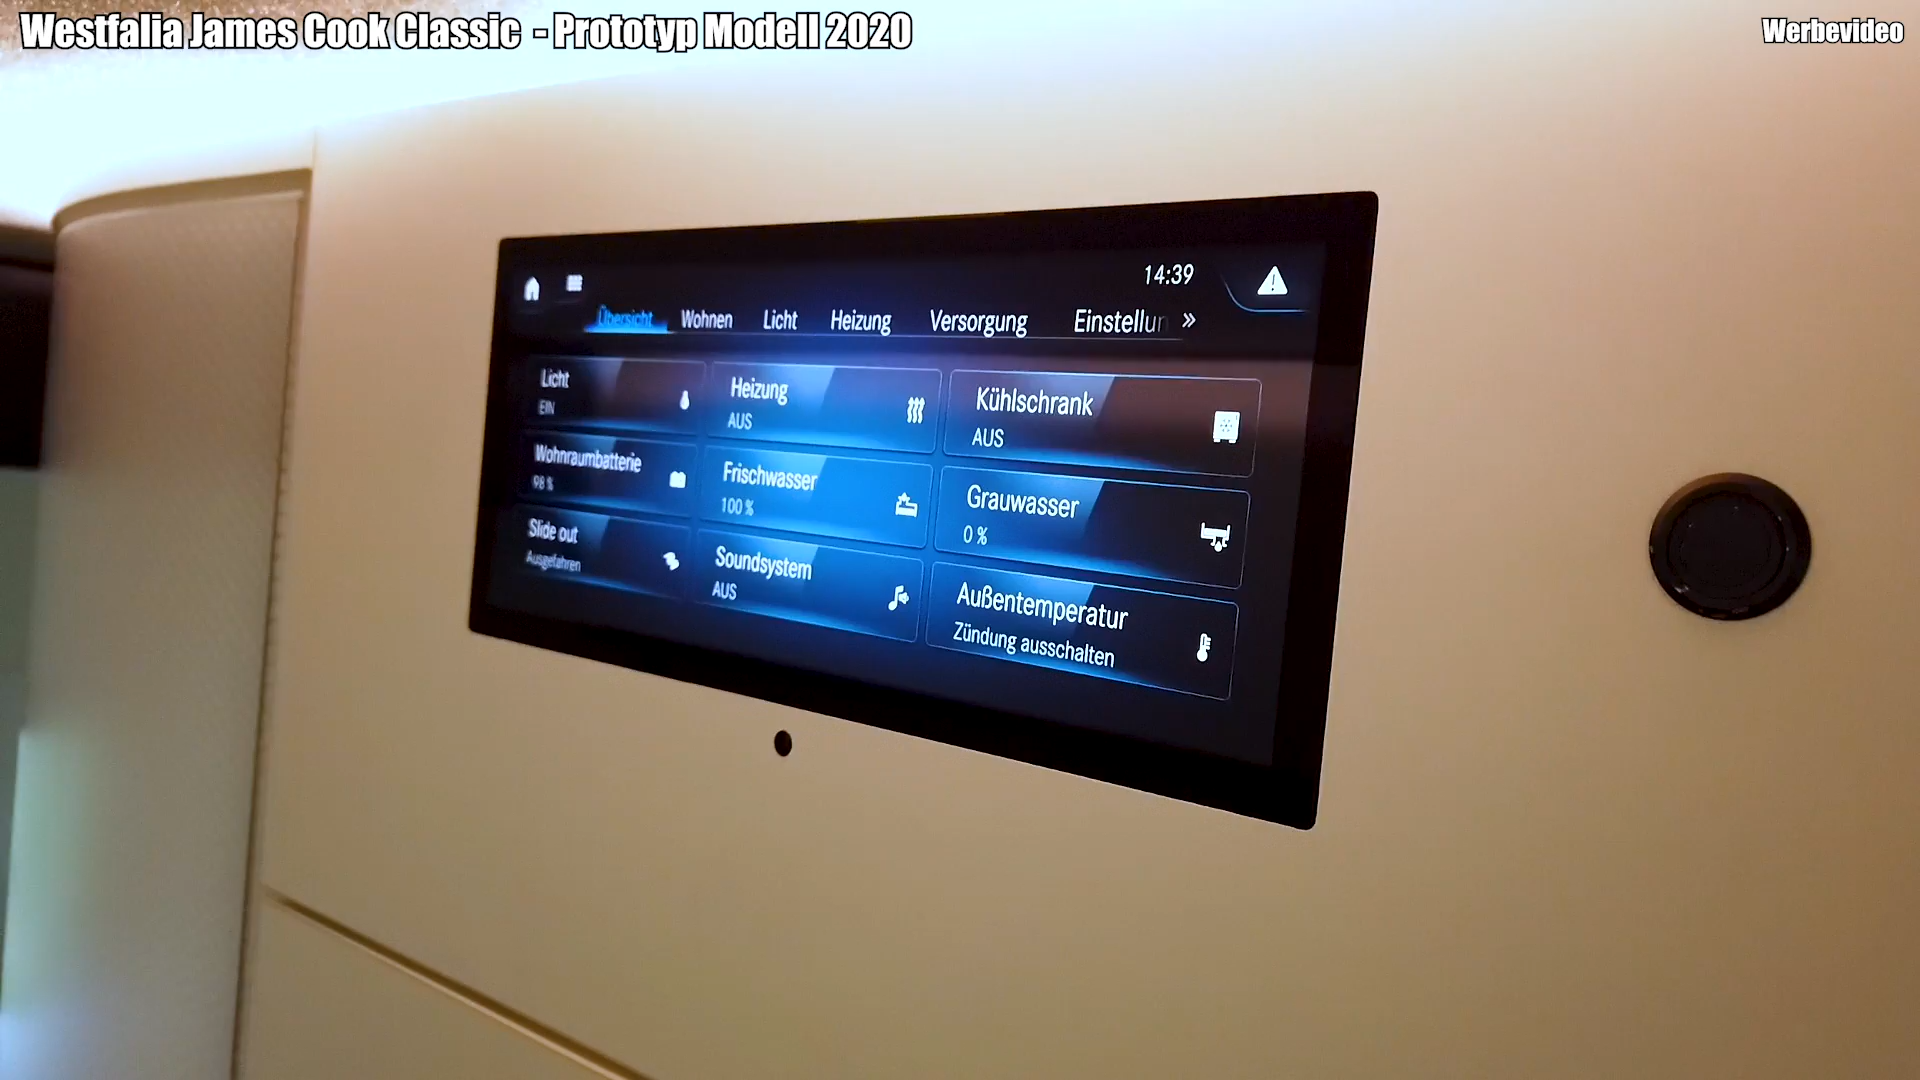 Westfalia James Cook Classic - Prototyp Modell 2020
Werbevideo
14:39
Übersicht Wohnen Licht Heizung Versorgung Einstellun »
Licht
EIN
Heizung
AUS
Kühlschrank
AUS
Wohnraumbatterie
98 %
Frischwasser
100 %
Grauwasser
0 %
Slide out
Ausgefahren
Soundsystem
AUS
Außentemperatur
Zündung ausschalten